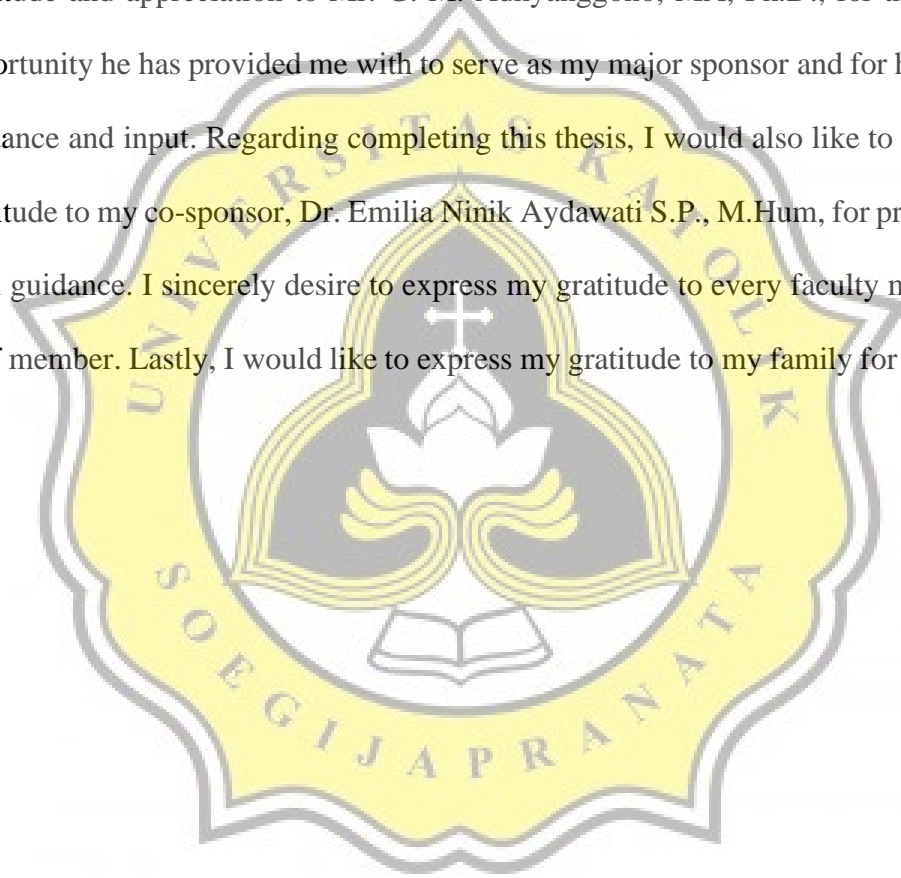 tude and appreciation to Mr. G. M. Adhyanggono, MA, Ph.D., for
ortunity he has provided me with to serve as my major sponsor and for h
ance and input. Regarding completing this thesis, I would also like to
itude to my co-sponsor, Dr. Emilia Ninik Aydawati S.P., M.Hum, for pr
guidance. I sincerely desire to express my gratitude to every faculty
f member. Lastly, I would like to express my gratitude to my family for
UNIVERSITAS KATOLIK
SOEGIJAPRANATA